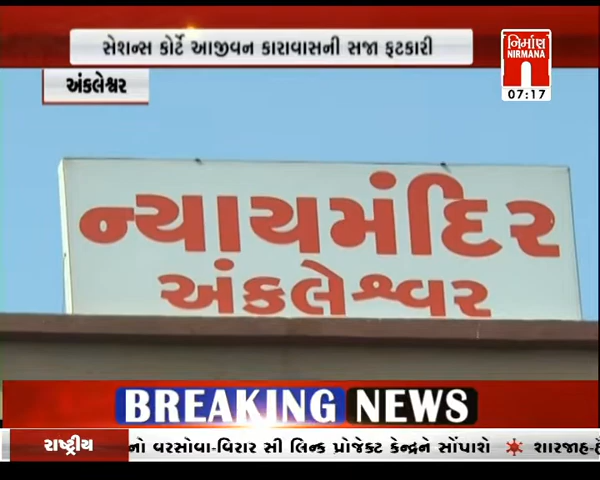 સેશન્સ કોર્ટે આજીવન કારાવાસની સજા ફટકારી
નિર્માણ
NIRMANA
07:17
અંકલેશ્વર
ન્યાયમંદિર
અંકલેશ્વર
BREAKING NEWS
રાષ્ટ્રીય
નો વરસોવા-વિરાર સી લિન્ક પ્રોજેક્ટ કેન્દ્રને સોંપાશે
શારજાહ-